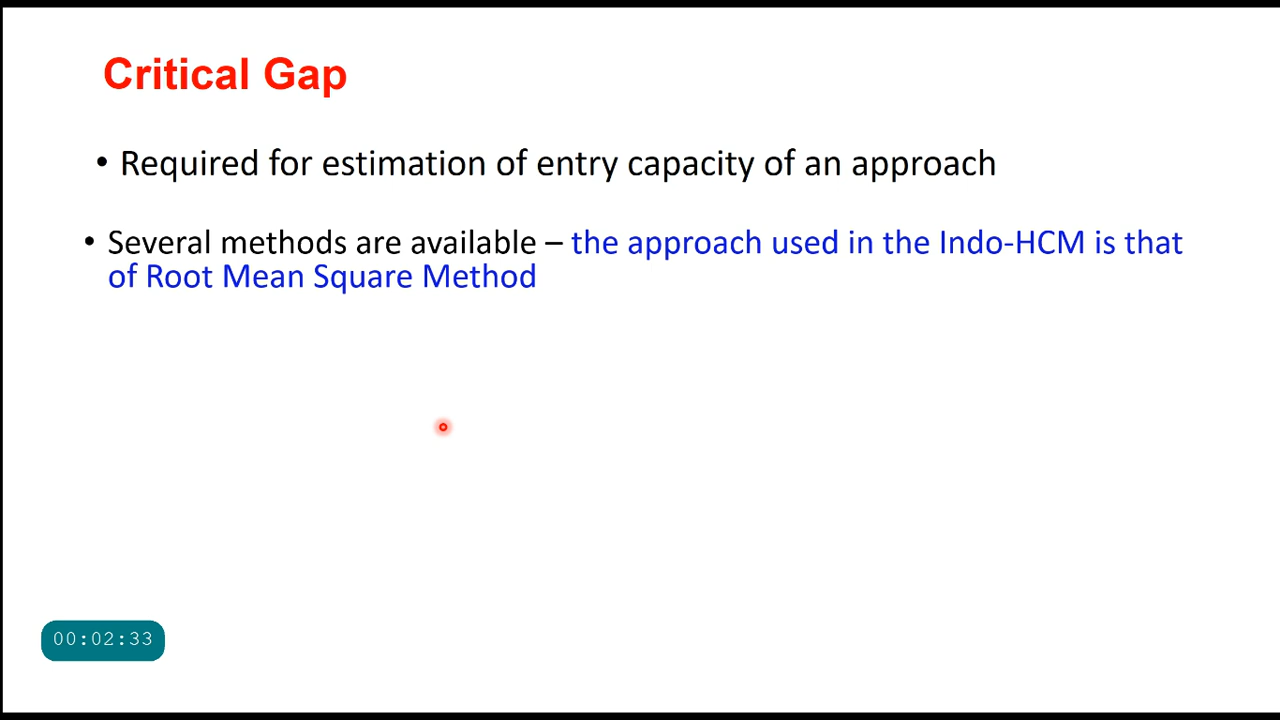 Critical Gap
• Required for estimation of entry capacity of an approach
• Several methods are available – the approach used in the Indo-HCM is that
of Root Mean Square Method
00:02:33